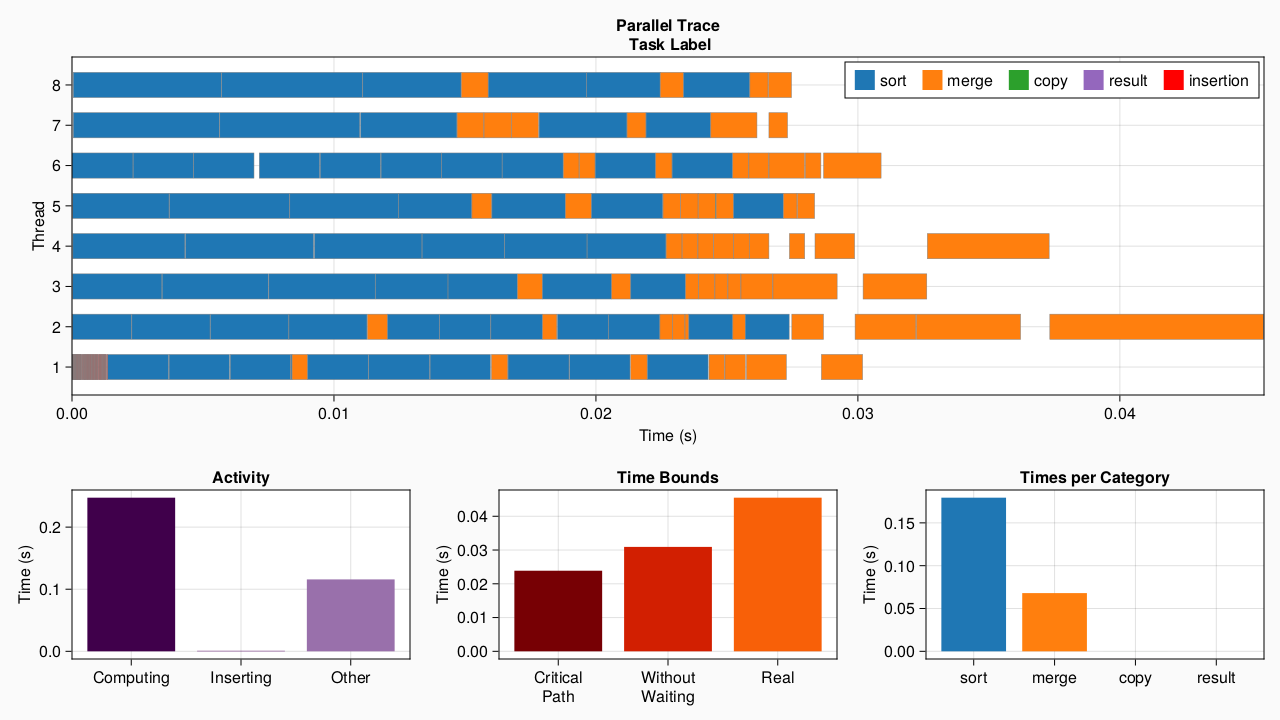 Parallel Trace
Task Label
sort merge copy result insertion
Thread
8
7
6
5
4
3
2
1
0.00 0.01 0.02 0.03 0.04
Time (s)
Activity
Time (s)
0.2
0.1
0.0
Computing Inserting Other
Time Bounds
Time (s)
0.04
0.03
0.02
0.01
0.00
Critical Path
Without Waiting
Real
Times per Category
Time (s)
0.15
0.10
0.05
0.00
sort merge copy result